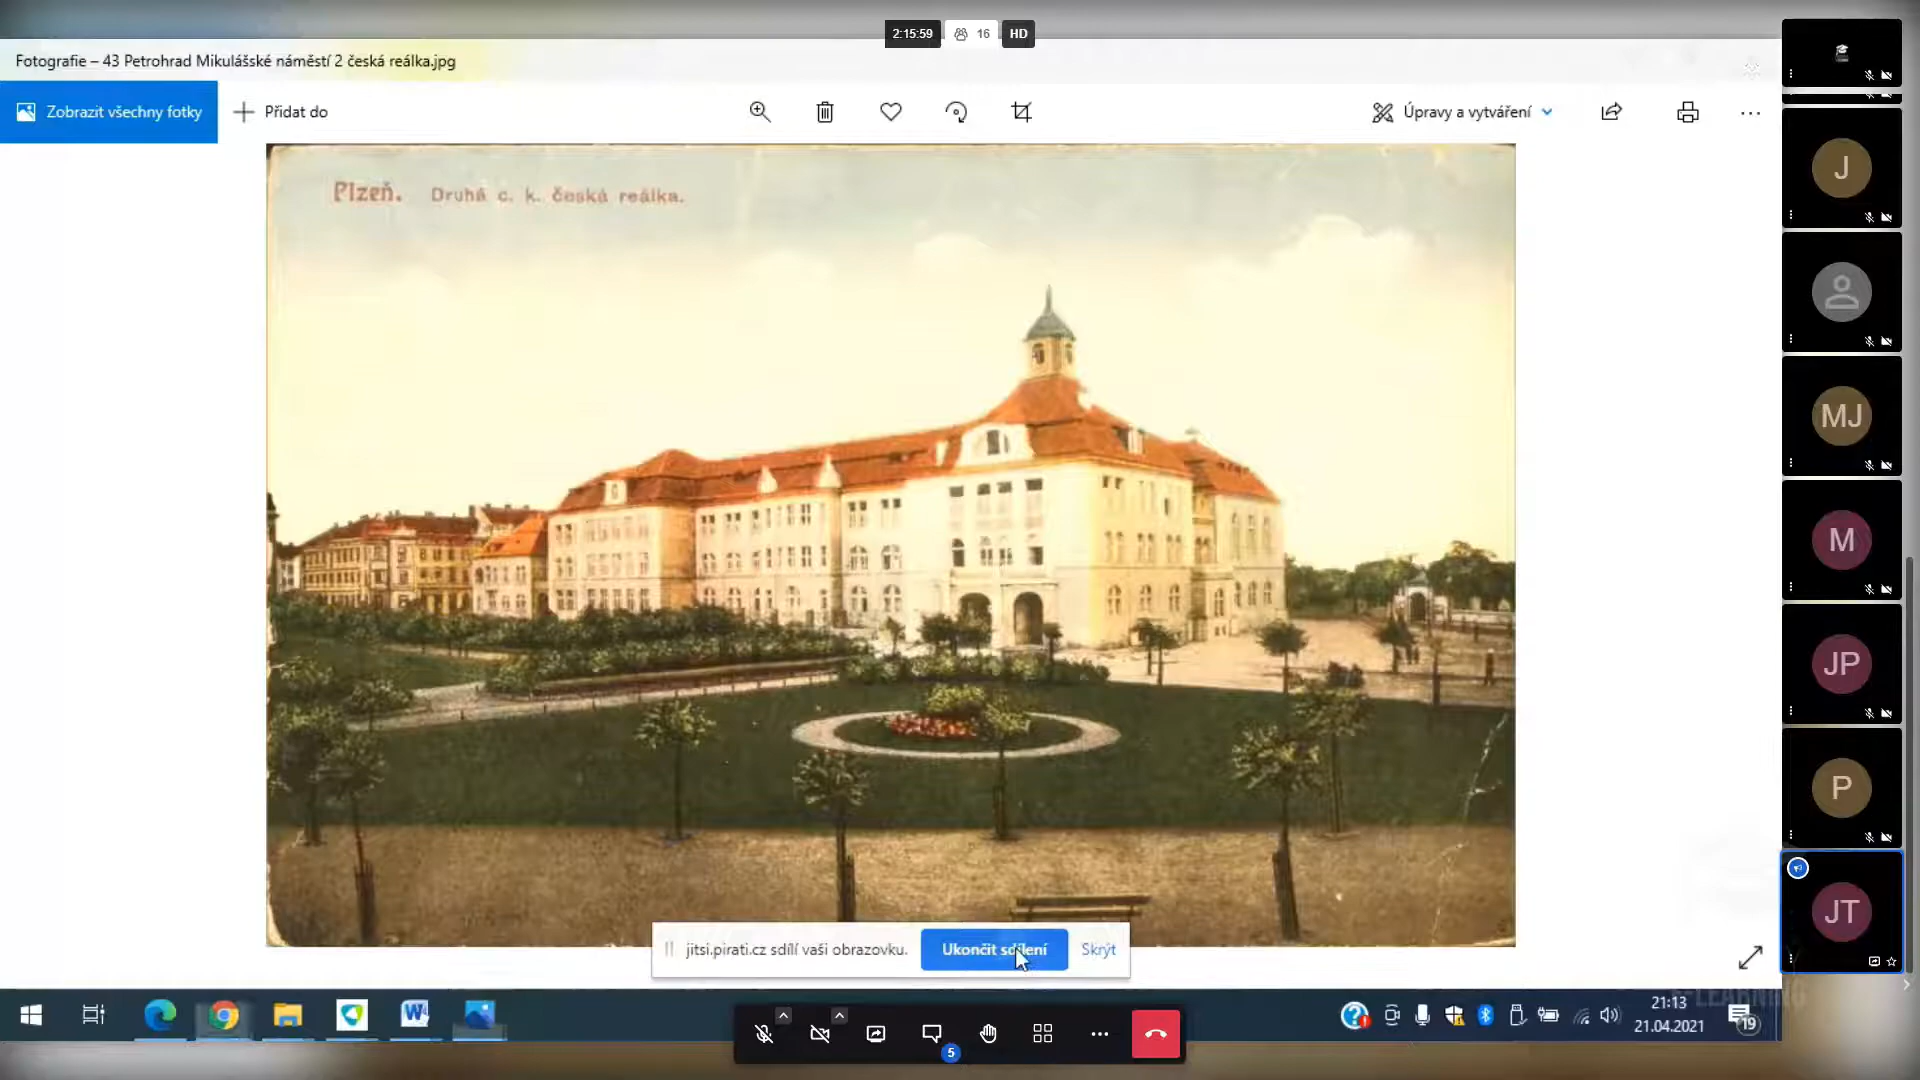 2:15:59
16
HD
Fotografie – 43 Petrohrad Mikulášské náměstí 2 česká reálka.jpg
Zobrazit všechny fotky
Přidat do
Úpravy a vytváření
Plzeň. Druhá c. k. česká reálka.
J
MJ
M
JP
P
JT
jitsi.pirati.cz sdílí vaši obrazovku.
Ukončit sdílení
Skrýt
E-LEARNING
21:13
21.04.2021
19
5